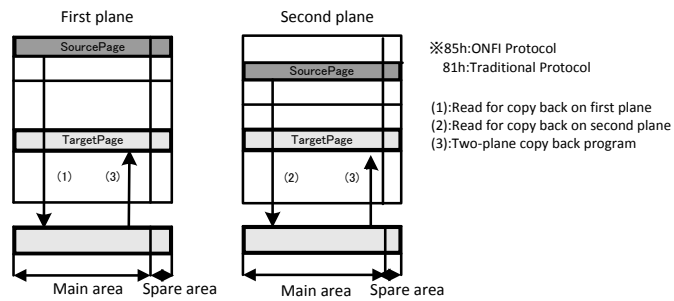 First plane
Second plane
SourcePage
SourcePage
TargetPage
TargetPage
(1) (3)
(2) (3)
Main area Spare area
Main area Spare area
※85h:ONFI Protocol
81h:Traditional Protocol
(1):Read for copy back on first plane
(2):Read for copy back on second plane
(3):Two-plane copy back program